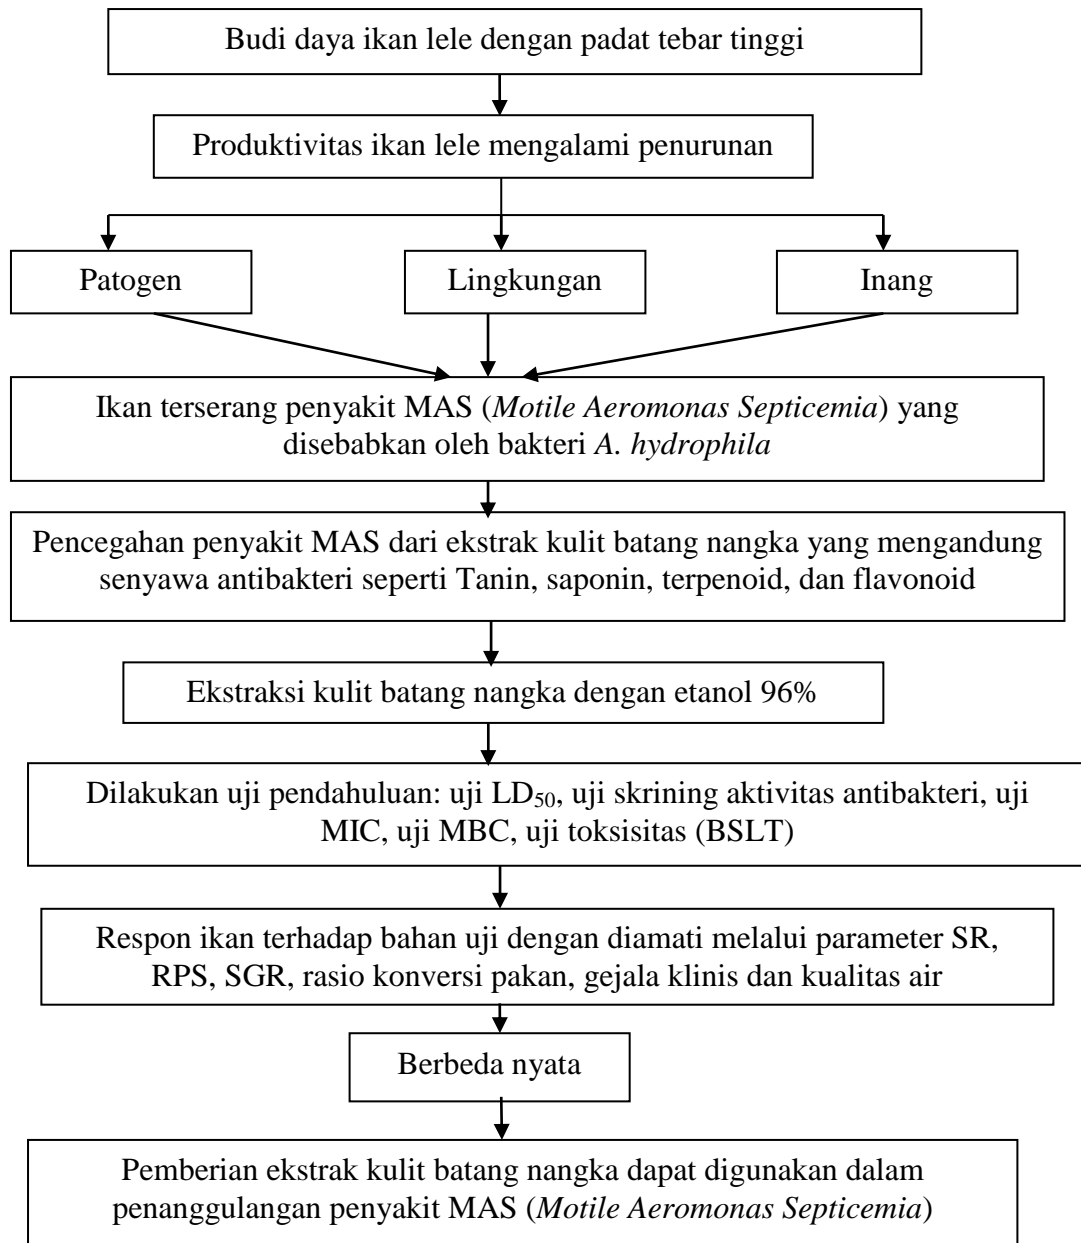 Budi daya ikan lele dengan padat tebar tinggi
Produktivitas ikan lele mengalami penurunan
Patogen
Lingkungan
Inang
Ikan terserang penyakit MAS (Motile Aeromonas Septicemia) yang
disebabkan oleh bakteri A. hydrophila
Pencegahan penyakit MAS dari ekstrak kulit batang nangka yang mengandung
senyawa antibakteri seperti Tanin, saponin, terpenoid, dan flavonoid
Ekstraksi kulit batang nangka dengan etanol 96%
Dilakukan uji pendahuluan: uji LD₅₀, uji skrining aktivitas antibakteri, uji
MIC, uji MBC, uji toksisitas (BSLT)
Respon ikan terhadap bahan uji dengan diamati melalui parameter SR,
RPS, SGR, rasio konversi pakan, gejala klinis dan kualitas air
Berbeda nyata
Pemberian ekstrak kulit batang nangka dapat digunakan dalam
penanggulangan penyakit MAS (Motile Aeromonas Septicemia)